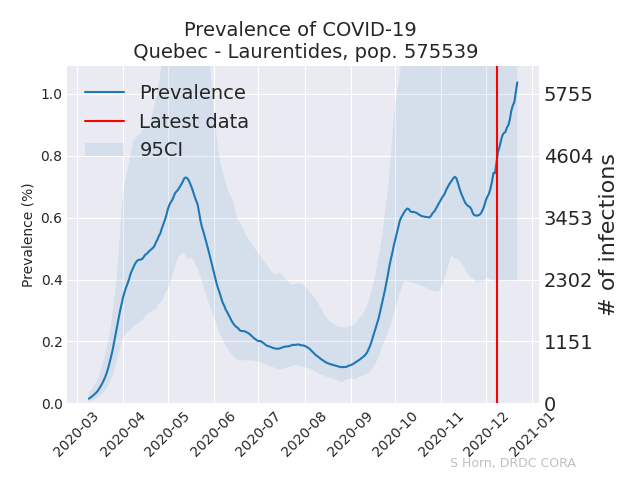 Prevalence of COVID-19
Quebec - Laurentides, pop. 575539
Prevalence
Latest data
95CI
Prevalence (%)
1.0
0.8
0.6
0.4
0.2
0.0
5755
4604
3453
2302
1151
0
# of infections
2020-03
2020-04
2020-05
2020-06
2020-07
2020-08
2020-09
2020-10
2020-11
2020-12
2021-01
S Horn, DRDC CORA